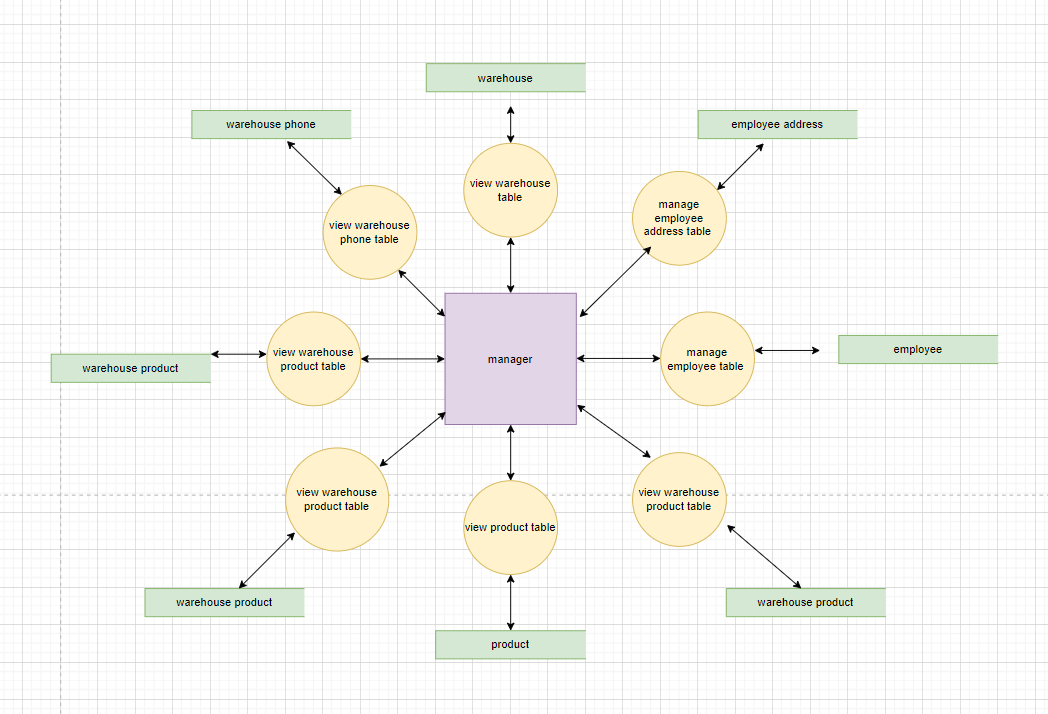 warehouse
warehouse phone
employee address
view warehouse
table
manage
employee
address table
view warehouse
phone table
manager
view warehouse
product table
manage
employee table
employee
warehouse product
view warehouse
product table
view product table
view warehouse
product table
warehouse product
warehouse product
product